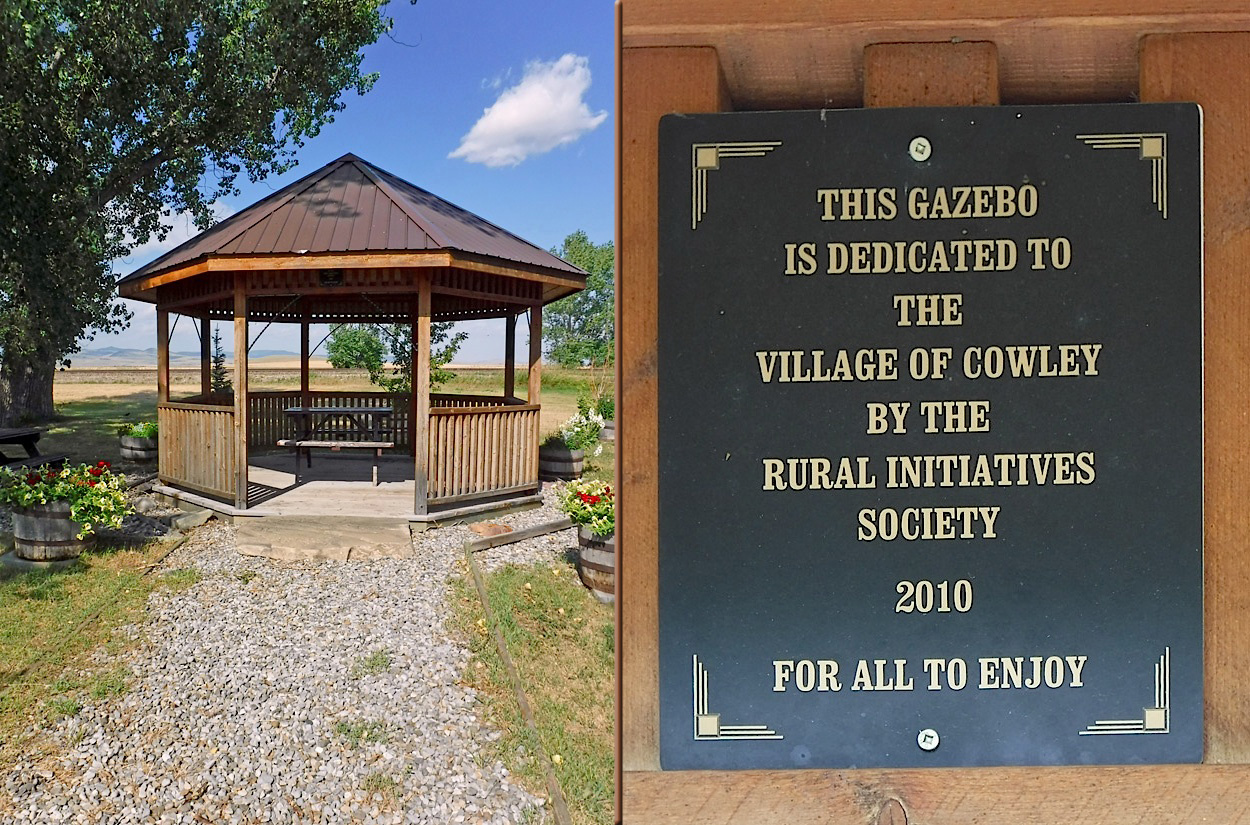 THIS GAZEBO
IS DEDICATED TO
THE
VILLAGE OF COWLEY
BY THE
RURAL INITIATIVES
SOCIETY
2010
FOR ALL TO ENJOY